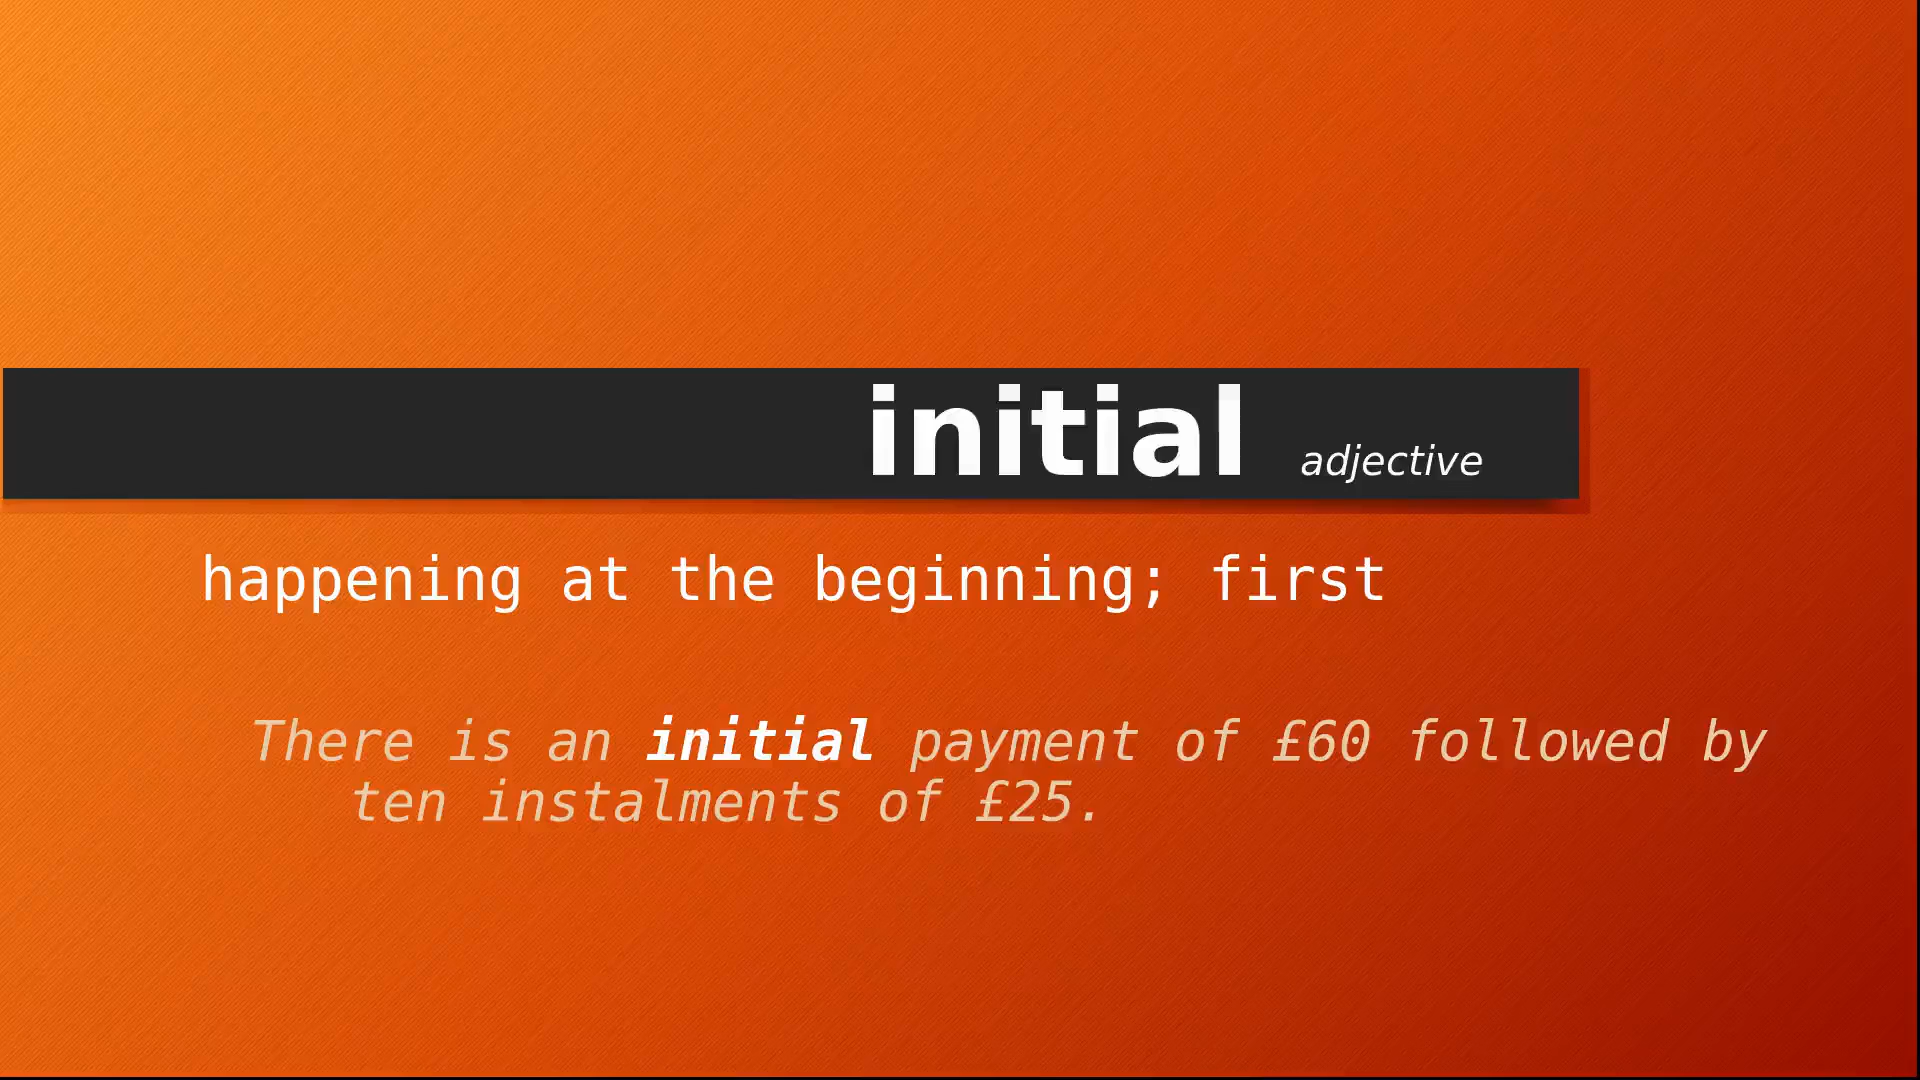 initial adjective
happening at the beginning; first
There is an initial payment of £60 followed by
ten instalments of £25.